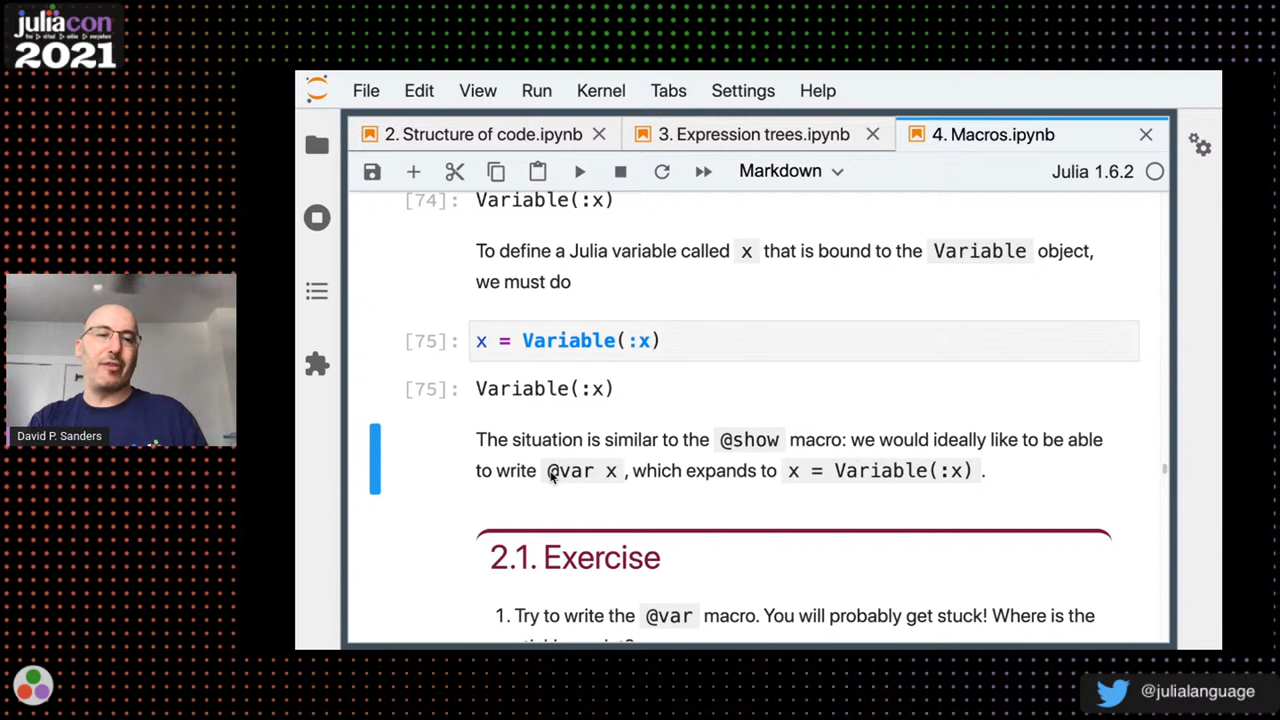 juliacon
free ▷ virtual ▷ online ▷ everywhere
2021
File Edit View Run Kernel Tabs Settings Help
2. Structure of code.ipynb
3. Expression trees.ipynb
4. Macros.ipynb
Markdown
Julia 1.6.2
[74]: Variable(:x)
To define a Julia variable called x that is bound to the Variable object,
we must do
[75]: x = Variable(:x)
[75]: Variable(:x)
The situation is similar to the @show macro: we would ideally like to be able
to write @var x , which expands to x = Variable(:x) .
2.1. Exercise
1. Try to write the @var macro. You will probably get stuck! Where is the
David P. Sanders
@julialanguage